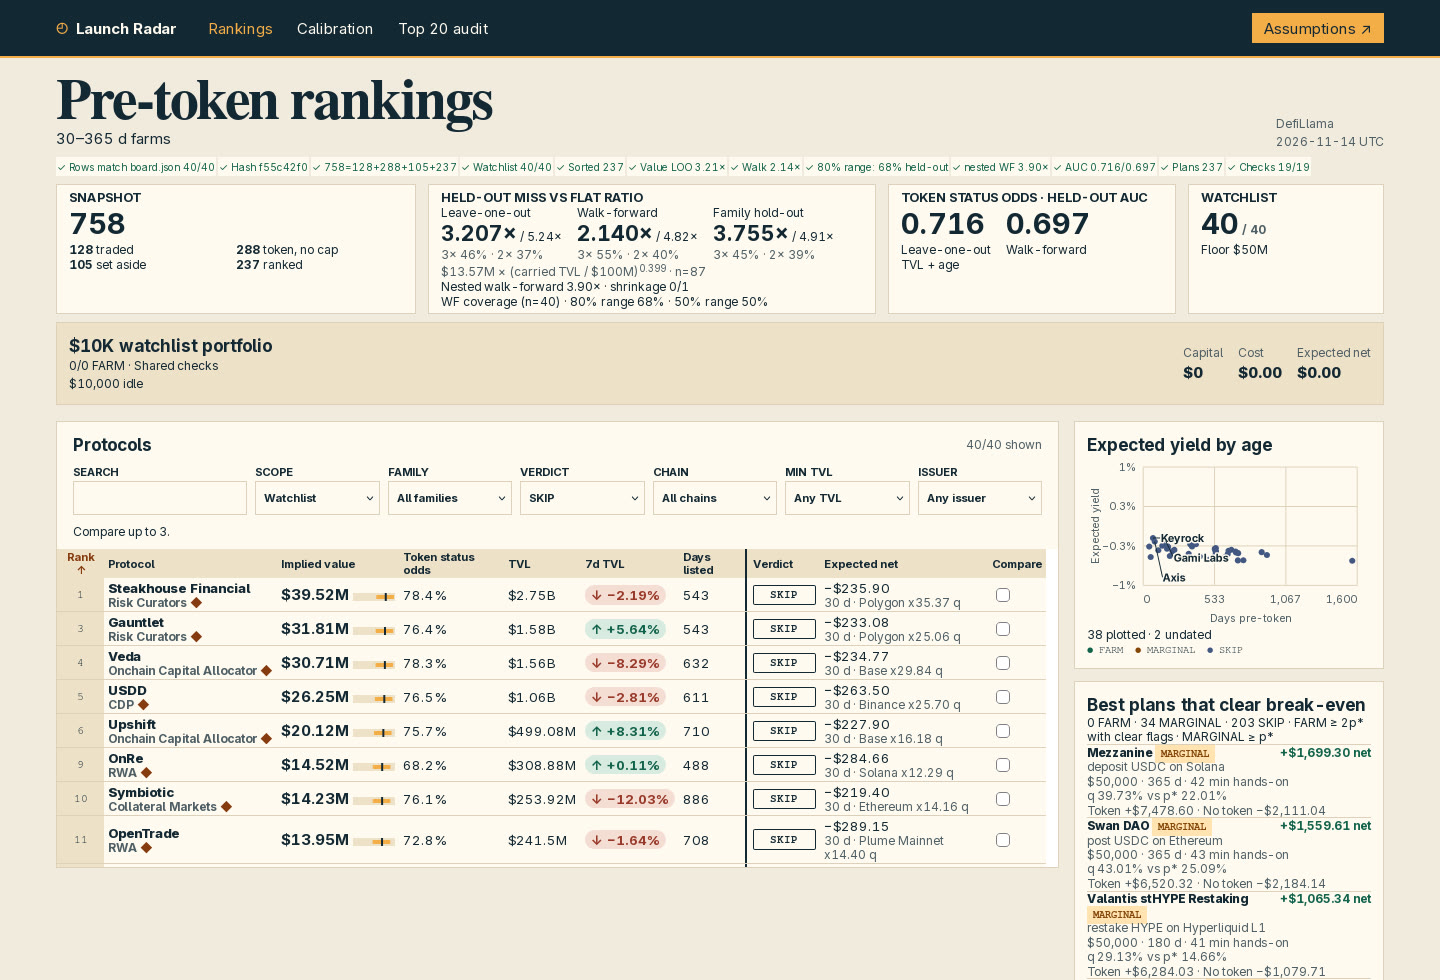 Launch Radar Rankings Calibration Top 20 audit Assumptions ↗
Pre-token rankings
30–365 d farms
DefiLlama
2026-11-14 UTC
✓ Rows match board.json 40/40 ✓ Hash f55c42f0 ✓ 758=128+288+105+237 ✓ Watchlist 40/40 ✓ Sorted 237 ✓ Value LOO 3.21× ✓ Walk 2.14× ✓ 80% range: 68% held-out ✓ nested WF 3.90× ✓ AUC 0.716/0.697 ✓ Plans 237 ✓ Checks 19/19
SNAPSHOT
758
128 traded 288 token, no cap
105 set aside 237 ranked
HELD-OUT MISS VS FLAT RATIO
Leave-one-out Walk-forward Family hold-out
3.207× / 5.24× 2.140× / 4.82× 3.755× / 4.91×
3× 46% · 2× 37% 3× 55% · 2× 40% 3× 45% · 2× 39%
$13.57M × (carried TVL / $100M)^0.399 · n=87
Nested walk-forward 3.90× · shrinkage 0/1
WF coverage (n=40) · 80% range 68% · 50% range 50%
TOKEN STATUS ODDS · HELD-OUT AUC
0.716 0.697
Leave-one-out Walk-forward
TVL + age
WATCHLIST
40 / 40
Floor $50M
$10K watchlist portfolio
0/0 FARM · Shared checks
$10,000 idle
Capital Cost Expected net
$0 $0.00 $0.00
Protocols 40/40 shown
SEARCH SCOPE FAMILY VERDICT CHAIN MIN TVL ISSUER
Watchlist All families SKIP All chains Any TVL Any issuer
Compare up to 3.
Rank ↑ Protocol Implied value Token status odds TVL 7d TVL Days listed Verdict Expected net Compare
1 Steakhouse Financial $39.52M 78.4% $2.75B ↓ −2.19% 543 SKIP −$235.90
Risk Curators ◆ 30 d · Polygon x35.37 q
3 Gauntlet $31.81M 76.4% $1.58B ↑ +5.64% 543 SKIP −$233.08
Risk Curators ◆ 30 d · Polygon x25.06 q
4 Veda $30.71M 78.3% $1.56B ↓ −8.29% 632 SKIP −$234.77
Onchain Capital Allocator ◆ 30 d · Base x29.84 q
5 USDD $26.25M 76.5% $1.06B ↓ −2.81% 611 SKIP −$263.50
CDP ◆ 30 d · Binance x25.70 q
6 Upshift $20.12M 75.7% $499.08M ↑ +8.31% 710 SKIP −$227.90
Onchain Capital Allocator ◆ 30 d · Base x16.18 q
9 OnRe $14.52M 68.2% $308.88M ↑ +0.11% 488 SKIP −$284.66
RWA ◆ 30 d · Solana x12.29 q
10 Symbiotic $14.23M 76.1% $253.92M ↓ −12.03% 886 SKIP −$219.40
Collateral Markets ◆ 30 d · Ethereum x14.16 q
11 OpenTrade $13.95M 72.8% $241.5M ↓ −1.64% 708 SKIP −$289.15
RWA ◆ 30 d · Plume Mainnet
x14.40 q
Expected yield by age
Expected yield
1%
0.3%
−0.3%
−1%
Keyrock
Gami Labs
Axis
0 533 1,067 1,600
Days pre-token
38 plotted · 2 undated
● FARM ● MARGINAL ● SKIP
Best plans that clear break-even
0 FARM · 34 MARGINAL · 203 SKIP · FARM ≥ 2p*
with clear flags · MARGINAL ≥ p*
Mezzanine MARGINAL +$1,699.30 net
deposit USDC on Solana
$50,000 · 365 d · 42 min hands-on
q 39.73% vs p* 22.01%
Token +$7,478.60 · No token −$2,111.04
Swan DAO MARGINAL +$1,559.61 net
post USDC on Ethereum
$50,000 · 365 d · 43 min hands-on
q 43.01% vs p* 25.09%
Token +$6,520.32 · No token −$2,184.14
Valantis stHYPE Restaking +$1,065.34 net
MARGINAL
restake HYPE on Hyperliquid L1
$50,000 · 180 d · 41 min hands-on
q 29.13% vs p* 14.66%
Token +$6,284.03 · No token −$1,079.71